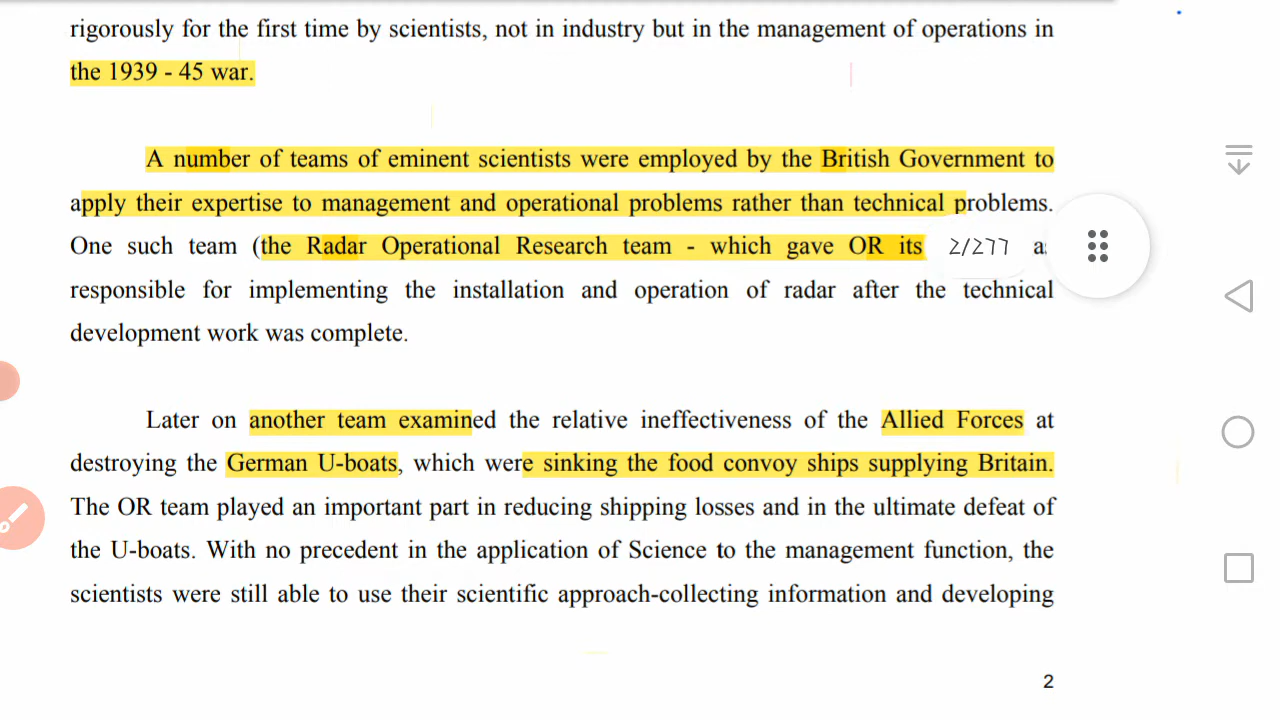 rigorously for the first time by scientists, not in industry but in the management of operations in
the 1939 - 45 war.
A number of teams of eminent scientists were employed by the British Government to
apply their expertise to management and operational problems rather than technical problems.
One such team (the Radar Operational Research team - which gave OR its 2/277
responsible for implementing the installation and operation of radar after the technical
development work was complete.
Later on another team examined the relative ineffectiveness of the Allied Forces at
destroying the German U-boats, which were sinking the food convoy ships supplying Britain.
The OR team played an important part in reducing shipping losses and in the ultimate defeat of
the U-boats. With no precedent in the application of Science to the management function, the
scientists were still able to use their scientific approach-collecting information and developing
2